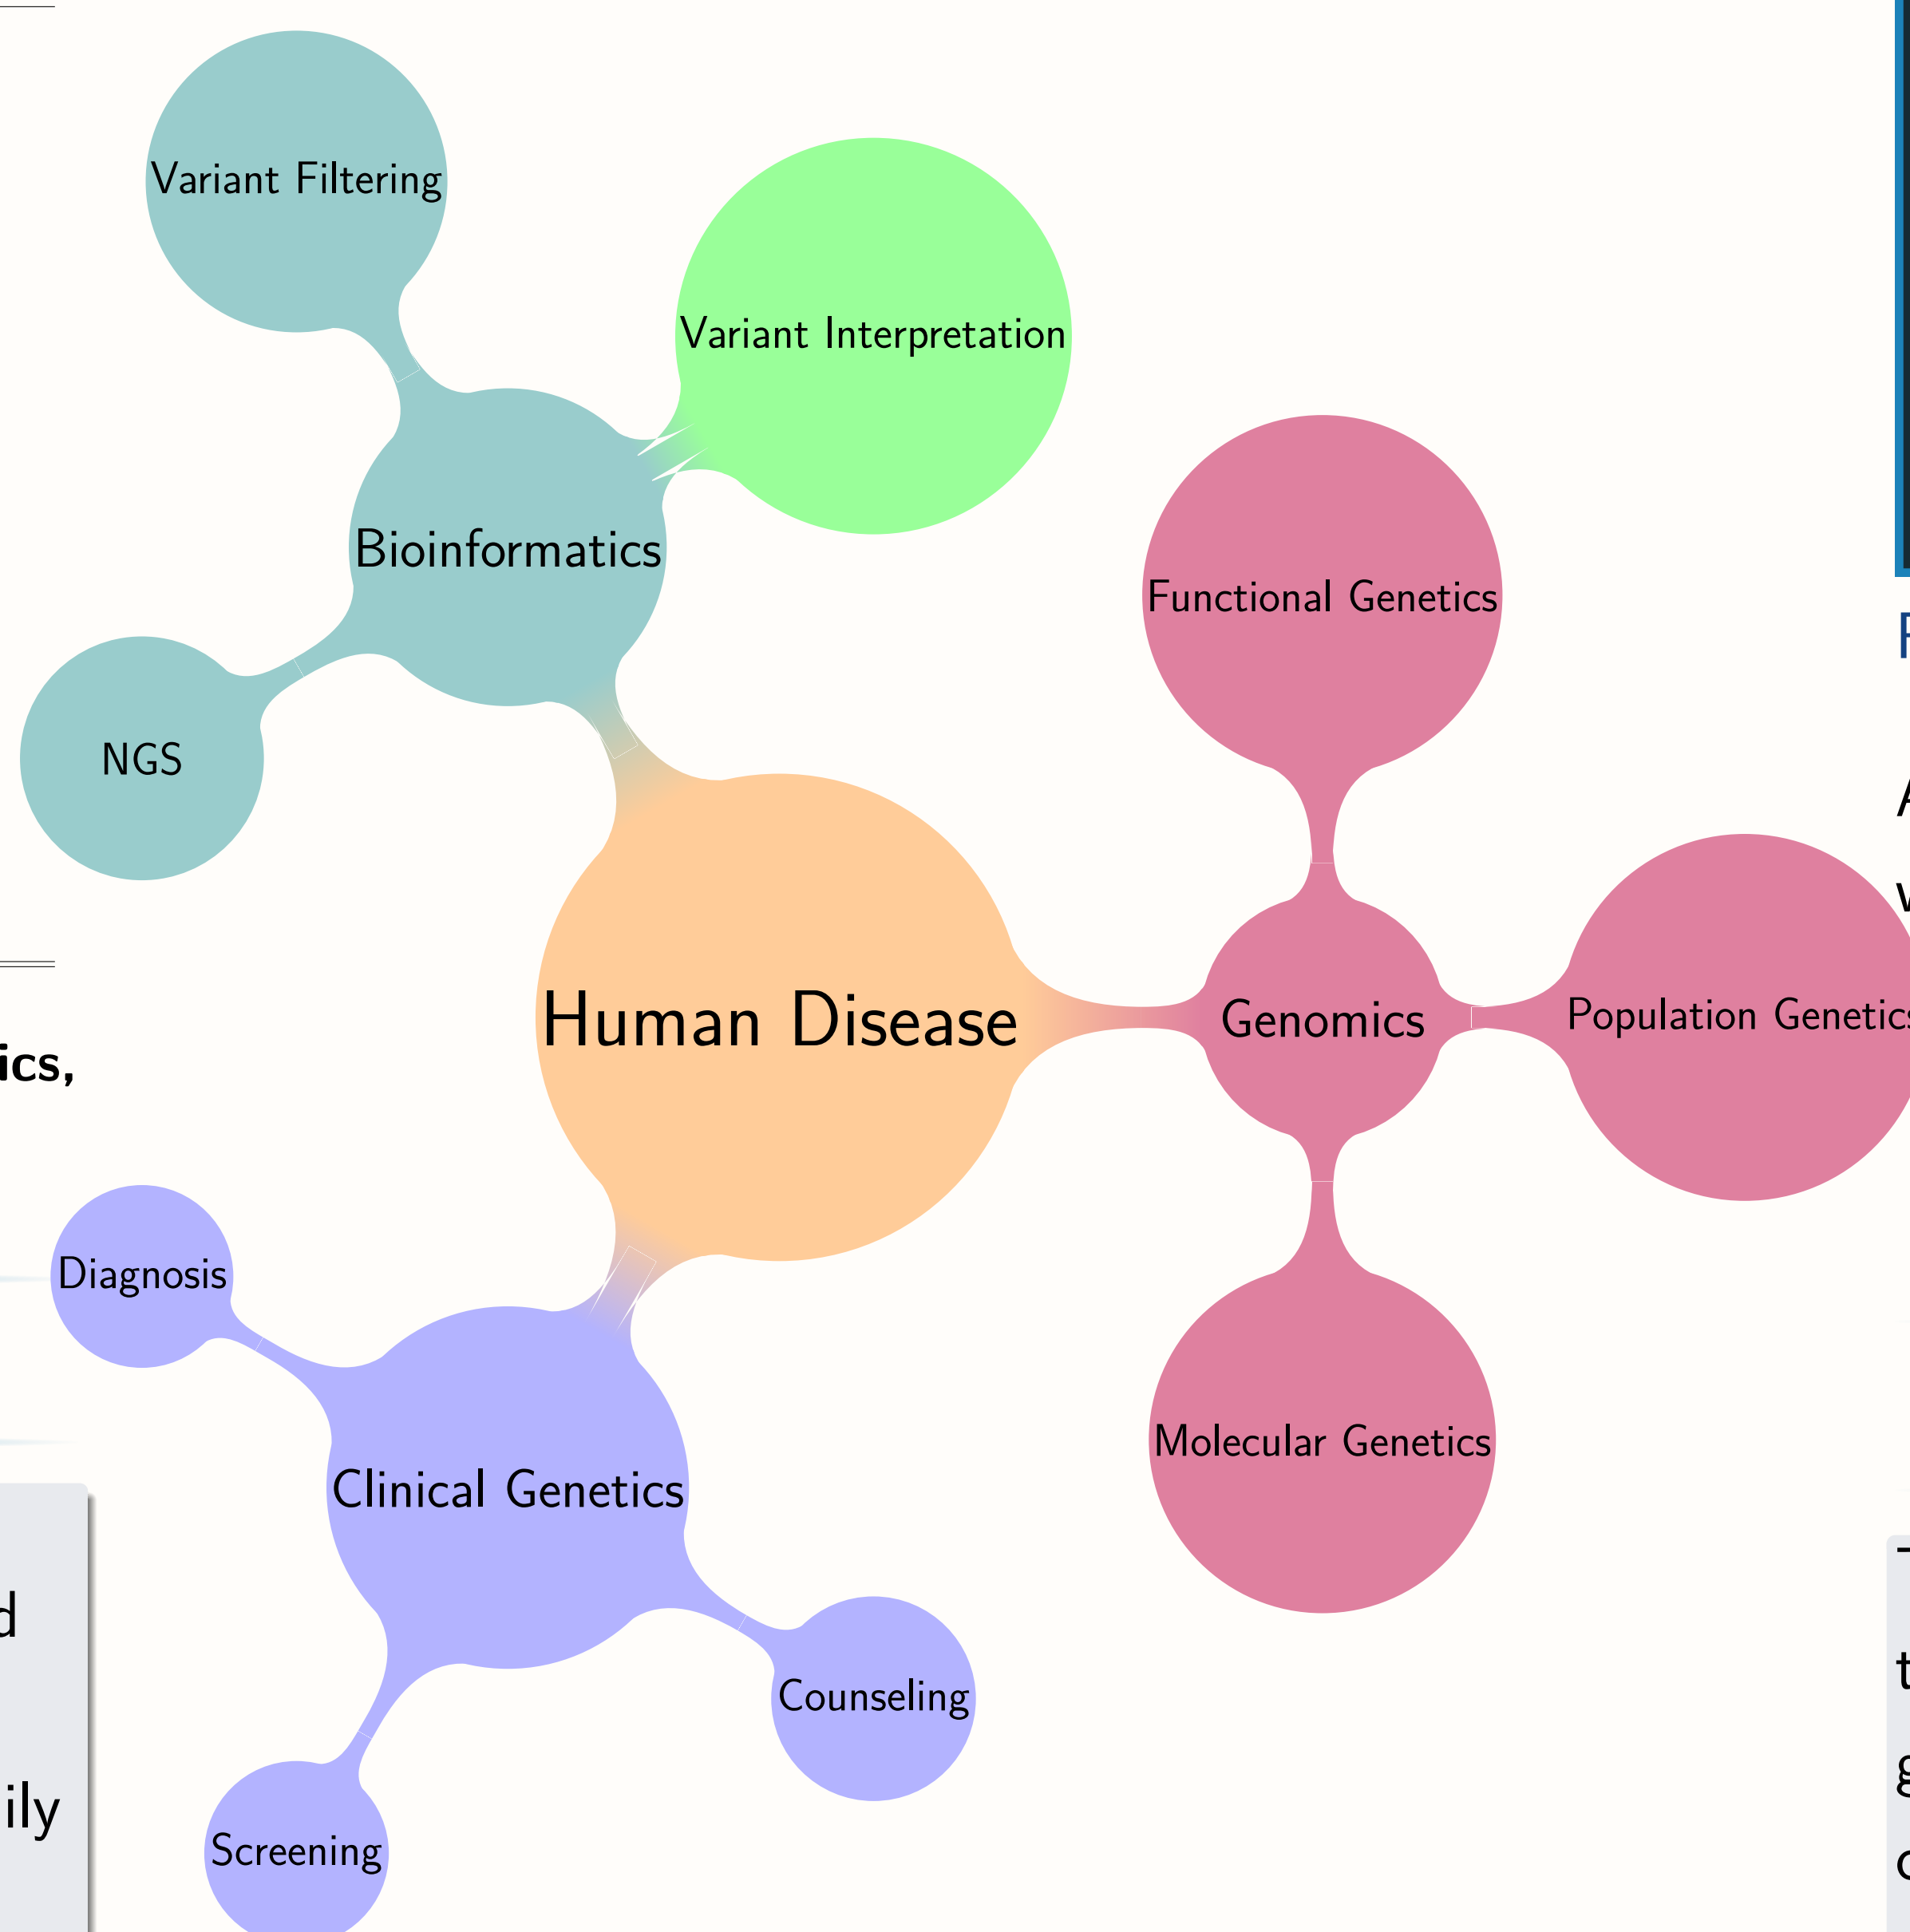 Variant Filtering
Variant Interpretation
Bioinformatics
Functional Genetics
NGS
Human Disease
Genomics
Population Genetics
ics,
Diagnosis
Molecular Genetics
Clinical Genetics
Counseling
ily
Screening